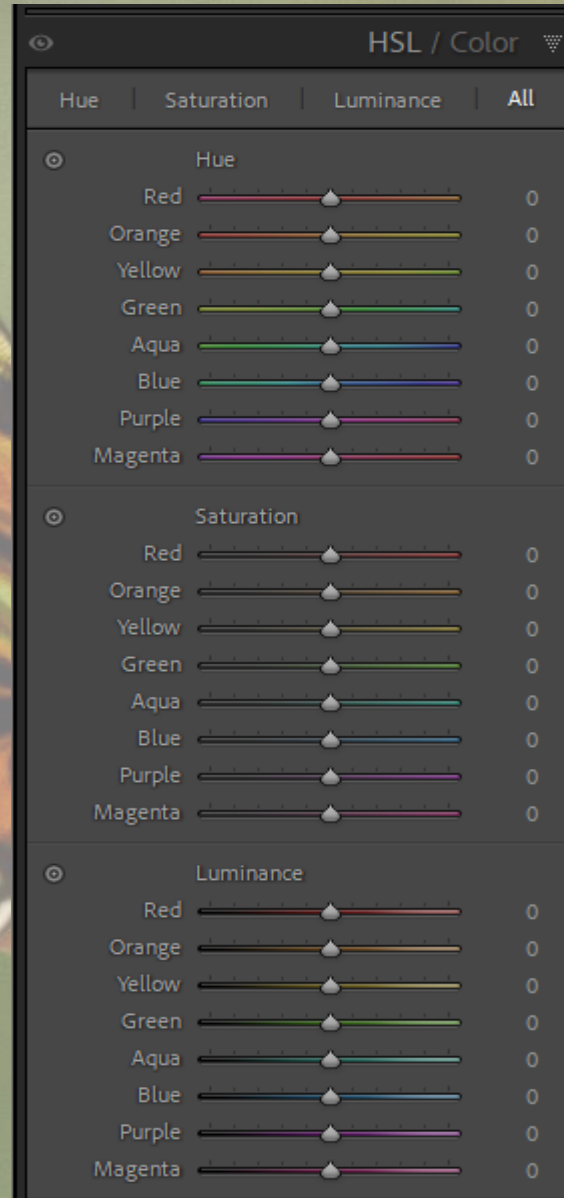 HSL / Color
Hue | Saturation | Luminance | All
Hue
Red 0
Orange 0
Yellow 0
Green 0
Aqua 0
Blue 0
Purple 0
Magenta 0
Saturation
Red 0
Orange 0
Yellow 0
Green 0
Aqua 0
Blue 0
Purple 0
Magenta 0
Luminance
Red 0
Orange 0
Yellow 0
Green 0
Aqua 0
Blue 0
Purple 0
Magenta 0